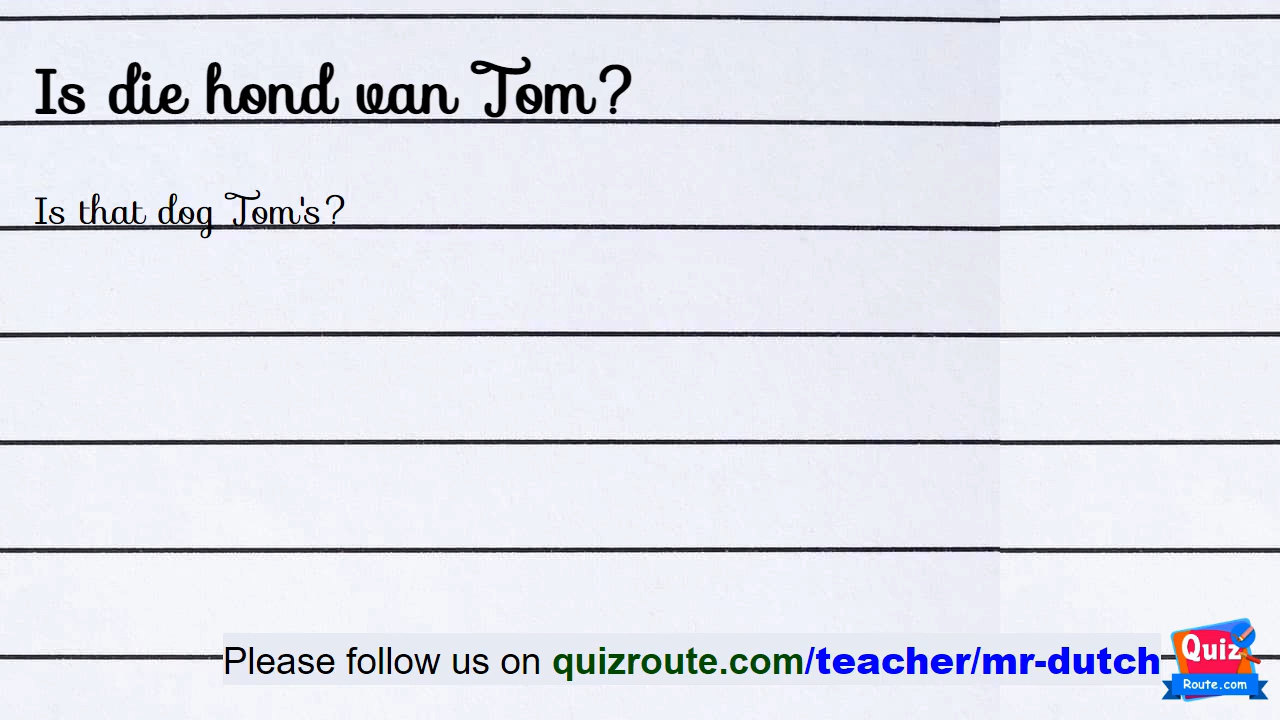 Is die hond van Tom?
Is that dog Tom's?
Please follow us on quizroute.com/teacher/mr-dutch
Quiz
Route.com